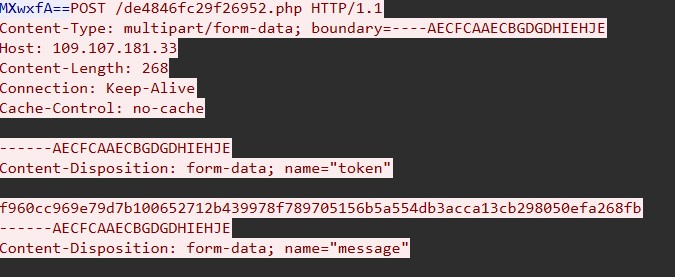 MXwxfA==POST /de4846fc29f26952.php HTTP/1.1
Content-Type: multipart/form-data; boundary=----AECFCAAECBGDGDHIEHJE
Host: 109.107.181.33
Content-Length: 268
Connection: Keep-Alive
Cache-Control: no-cache
------AECFCAAECBGDGDHIEHJE
Content-Disposition: form-data; name="token"
f960cc969e79d7b100652712b439978f789705156b5a554db3acca13cb298050efa268fb
------AECFCAAECBGDGDHIEHJE
Content-Disposition: form-data; name="message"